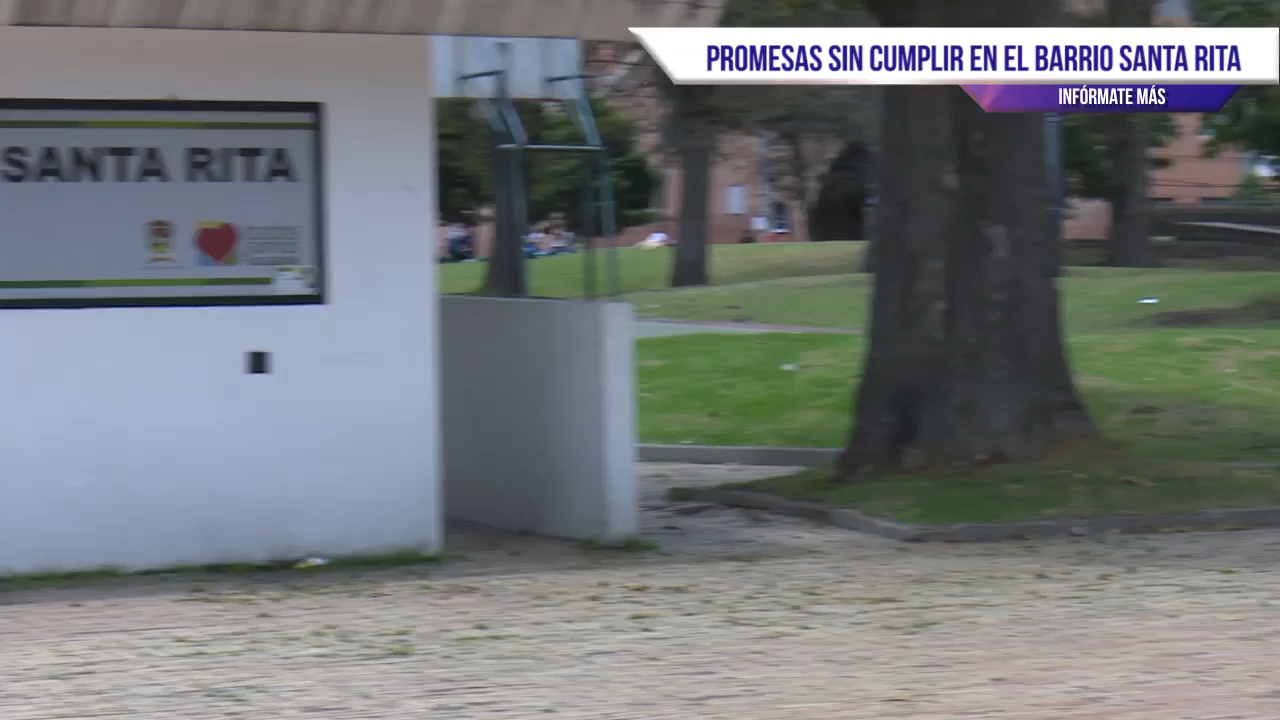 PROMESAS SIN CUMPLIR EN EL BARRIO SANTA RITA
INFÓRMATE MÁS
SANTA RITA